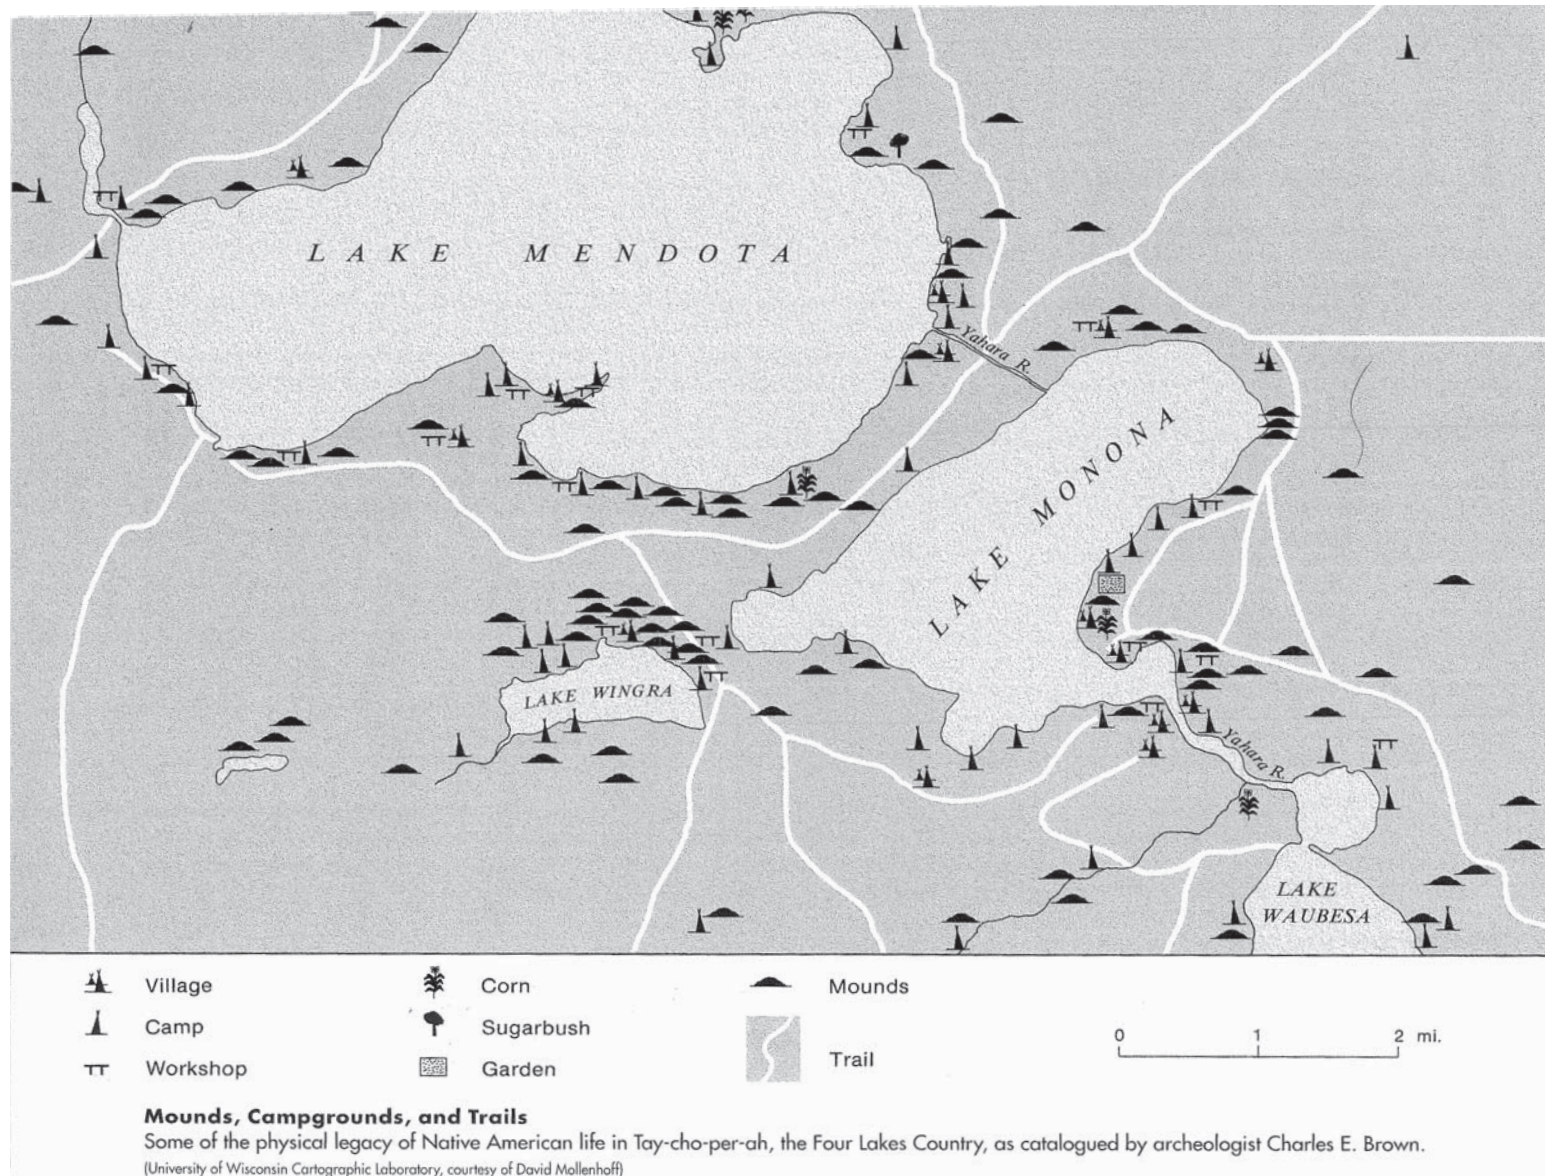 LAKE MENDOTA
Yahara R.
LAKE MONONA
LAKE WINGRA
Yahara R.
LAKE
WAUBESA
Village
Corn
Mounds
Camp
Sugarbush
Workshop
Garden
Trail
0 1 2 mi.
Mounds, Campgrounds, and Trails
Some of the physical legacy of Native American life in Tay-cho-per-ah, the Four Lakes Country, as catalogued by archeologist Charles E. Brown.
(University of Wisconsin Cartographic Laboratory, courtesy of David Mollenhoff)